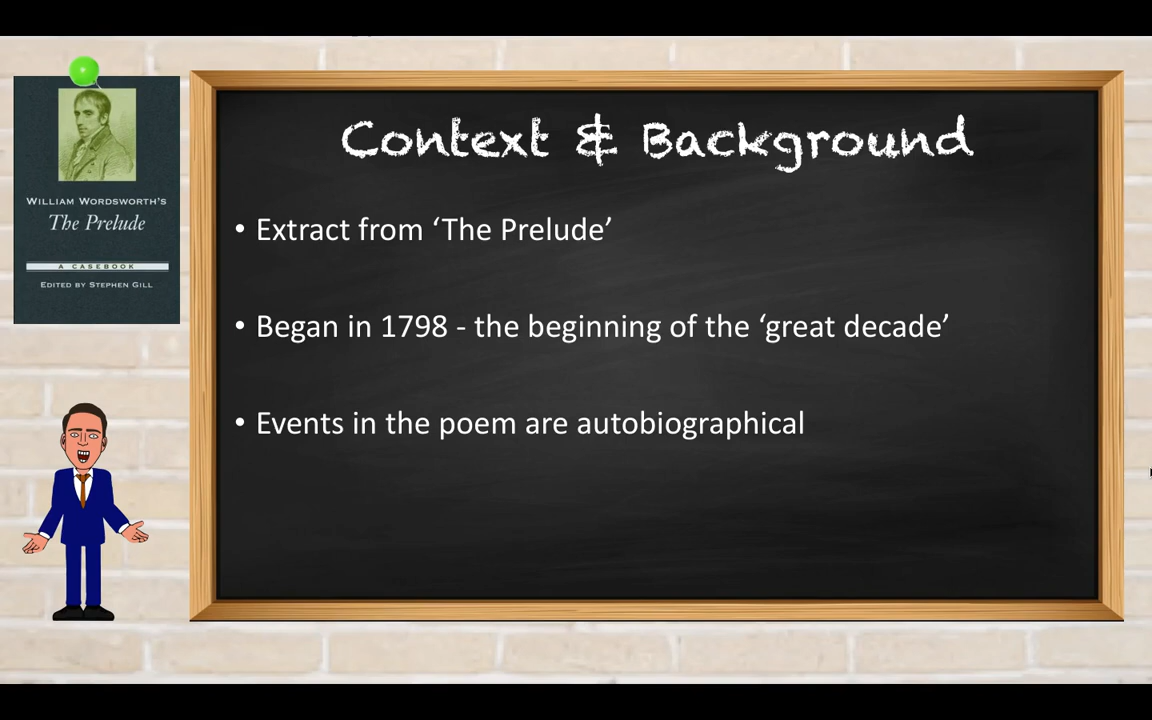 Context & Background
WILLIAM WORDSWORTH'S
The Prelude
A CASEBOOK
EDITED BY STEPHEN GILL
• Extract from ‘The Prelude’
• Began in 1798 - the beginning of the ‘great decade’
• Events in the poem are autobiographical